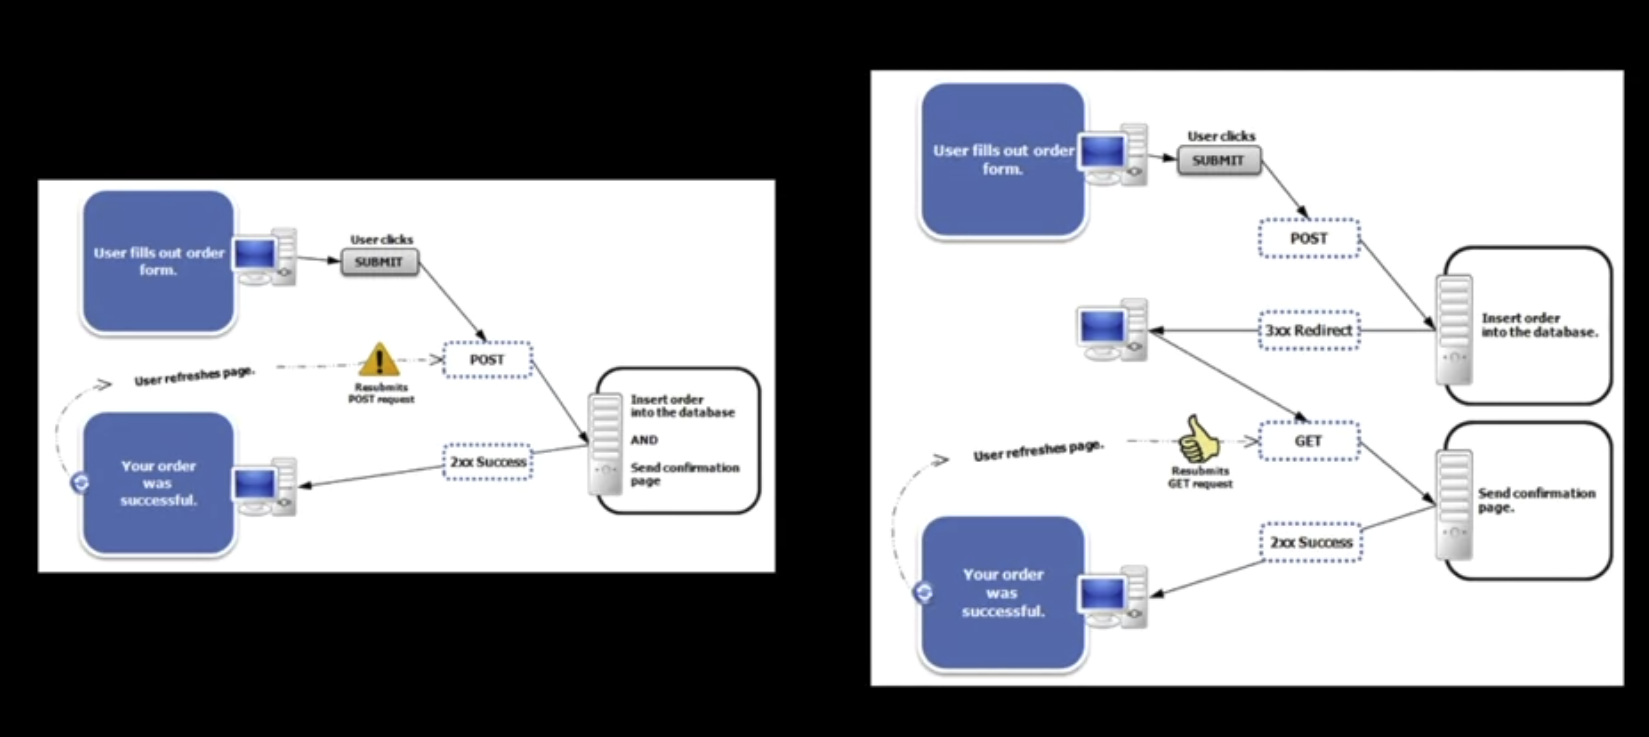 User fills out order
form.
User clicks
SUBMIT
POST
User refreshes page.
Resubmits
POST request
Insert order
into the database
AND
Send confirmation
page
2xx Success
Your order
was
successful.
User fills out order
form.
User clicks
SUBMIT
POST
Insert order
into the database.
3xx Redirect
GET
User refreshes page.
Resubmits
GET request
Send confirmation
page.
2xx Success
Your order
was
successful.